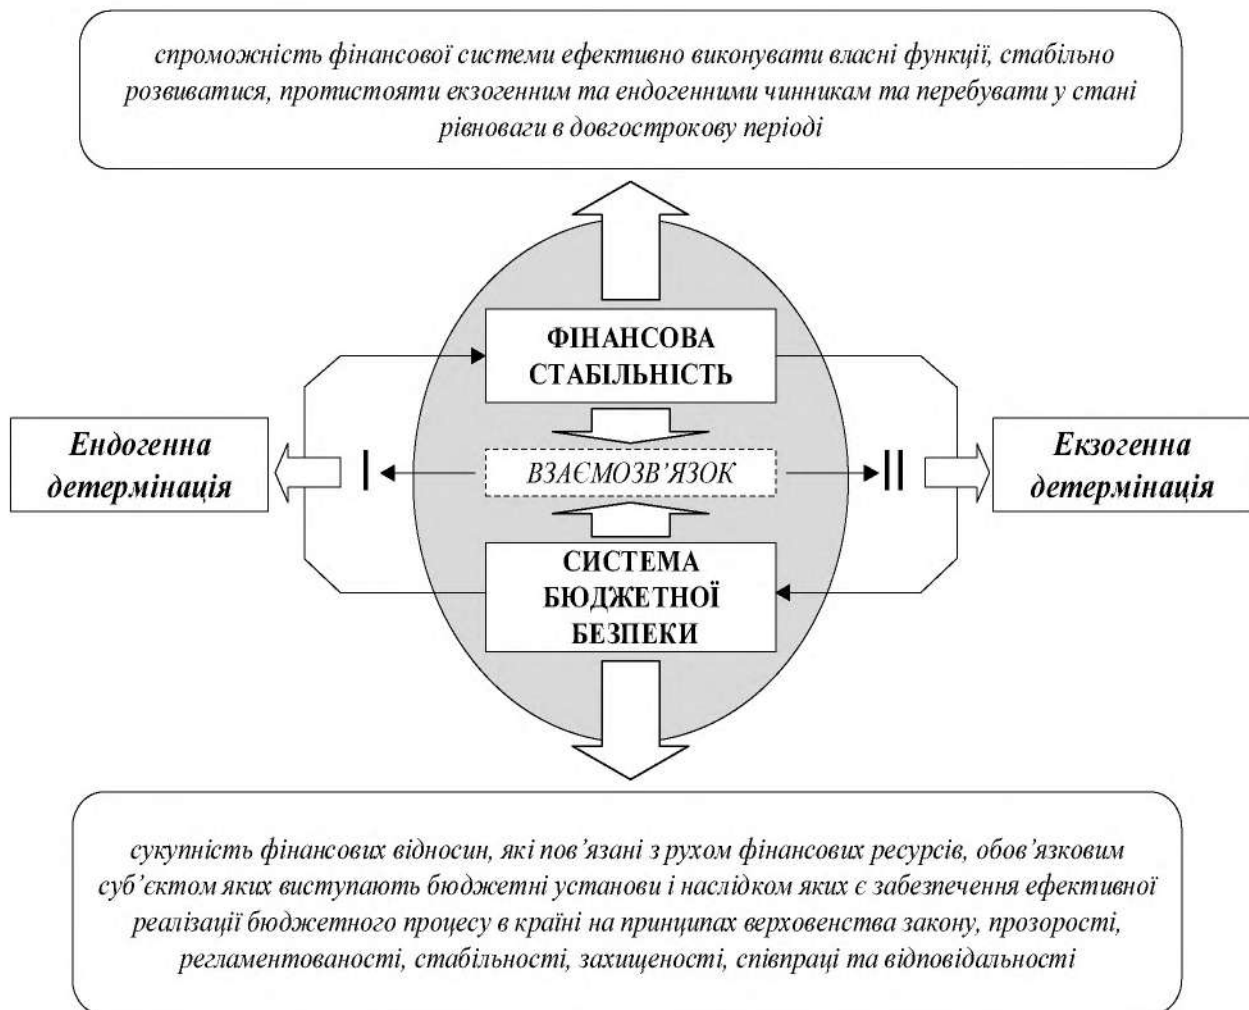 спроможність фінансової системи ефективно виконувати власні функції, стабільно
розвиватися, протистояти екзогенним та ендогенними чинникам та перебувати у стані
рівноваги в довгострокову періоді
ФІНАНСОВА
СТАБІЛЬНІСТЬ
Ендогенна
детермінація
I
ВЗАЄМОЗВ’ЯЗОК
II
Екзогенна
детермінація
СИСТЕМА
БЮДЖЕТНОЇ
БЕЗПЕКИ
сукупність фінансових відносин, які пов’язані з рухом фінансових ресурсів, обов’язковим
суб’єктом яких виступають бюджетні установи і наслідком яких є забезпечення ефективної
реалізації бюджетного процесу в країні на принципах верховенства закону, прозорості,
регламентованості, стабільності, захищеності, співпраці та відповідальності